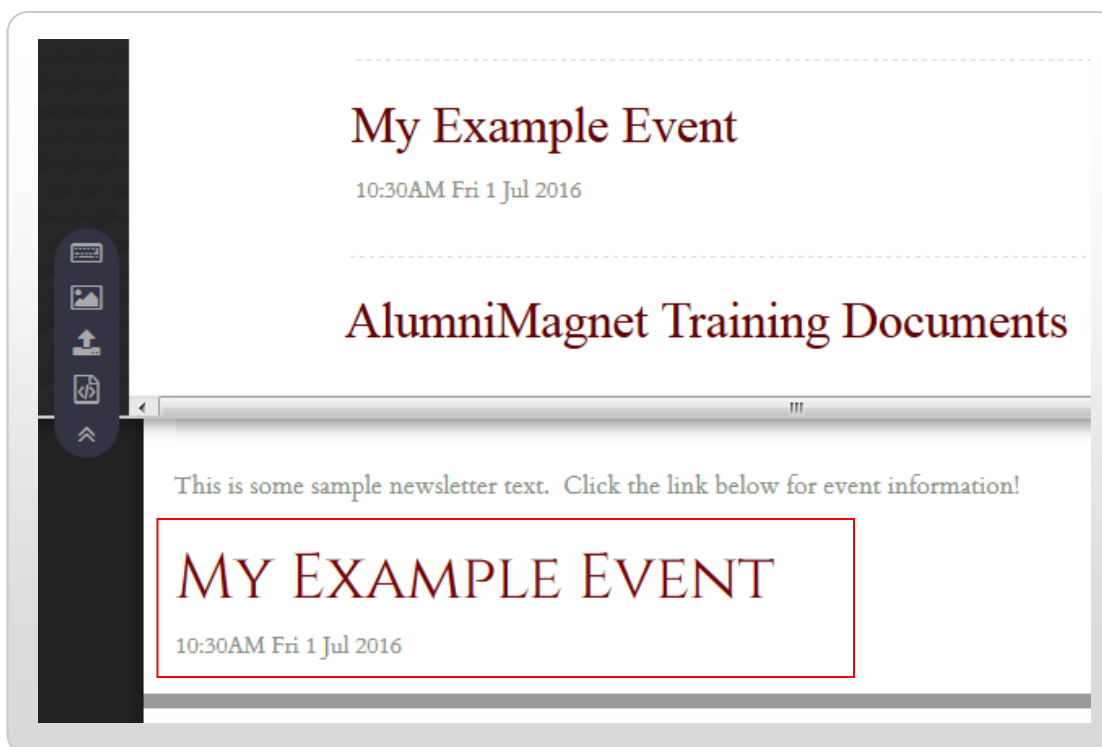 My Example Event
10:30AM Fri 1 Jul 2016
AlumniMagnet Training Documents
This is some sample newsletter text.  Click the link below for event information!
My Example Event
10:30AM Fri 1 Jul 2016